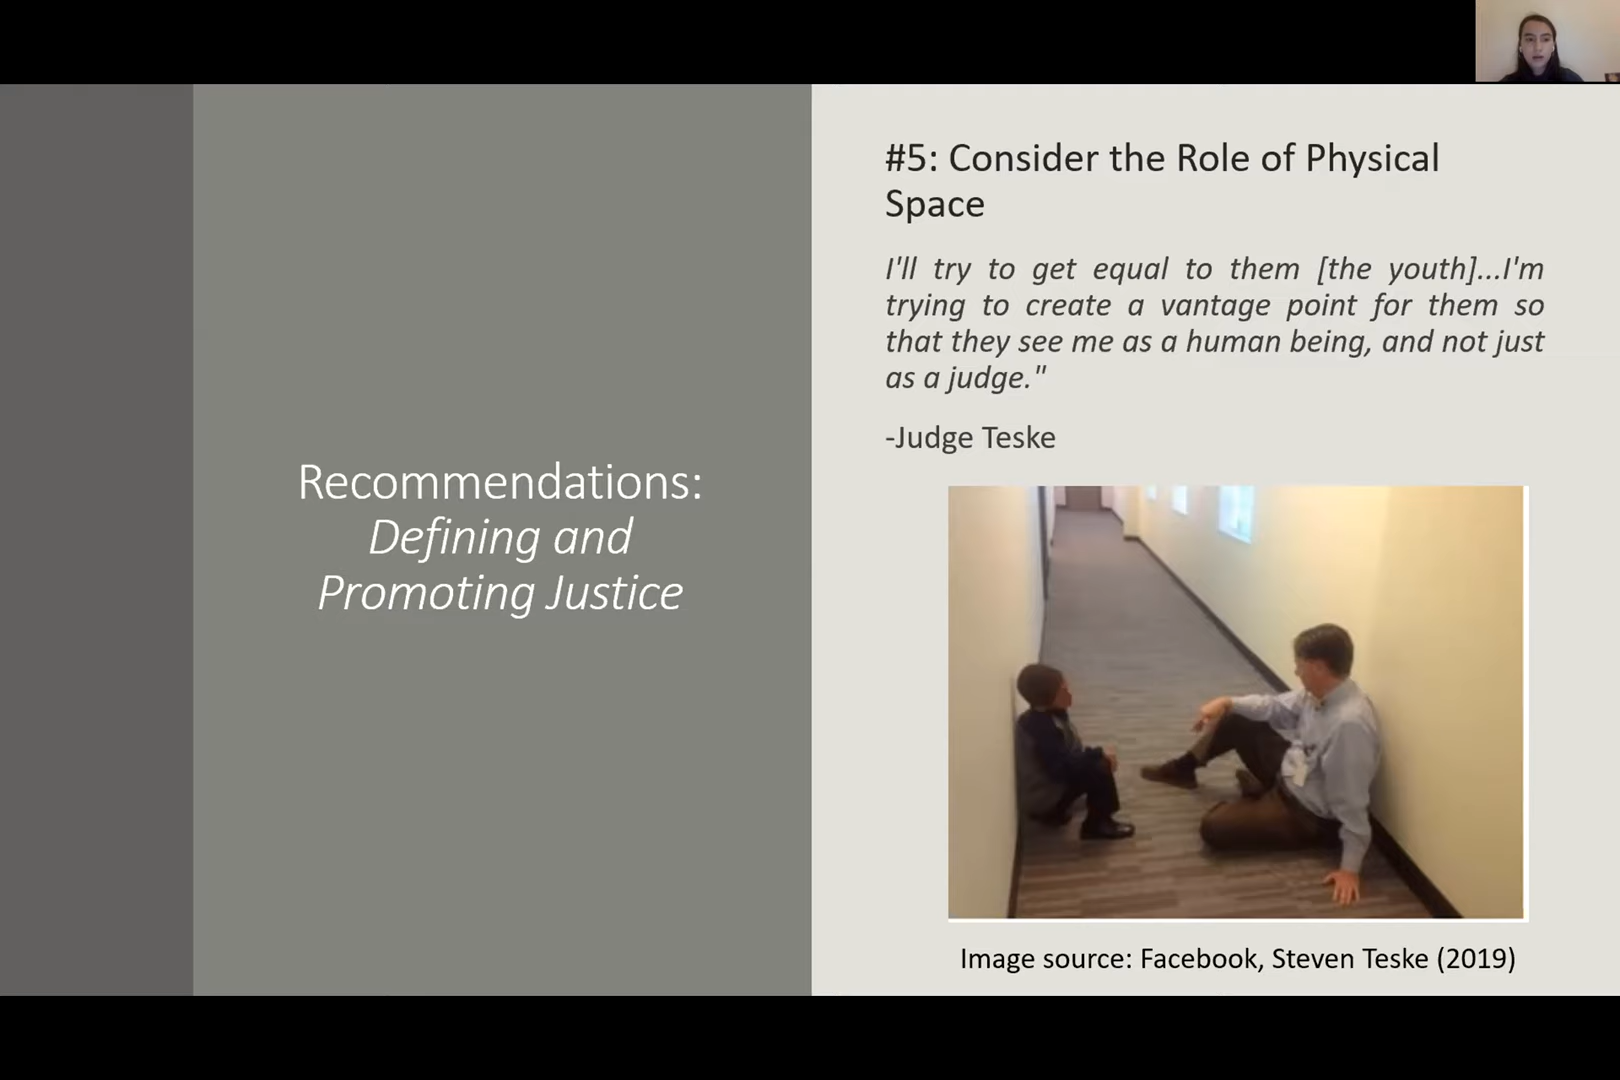 Recommendations:
Defining and
Promoting Justice
#5: Consider the Role of Physical
Space
I'll try to get equal to them [the youth]...I'm
trying to create a vantage point for them so
that they see me as a human being, and not just
as a judge."
-Judge Teske
Image source: Facebook, Steven Teske (2019)